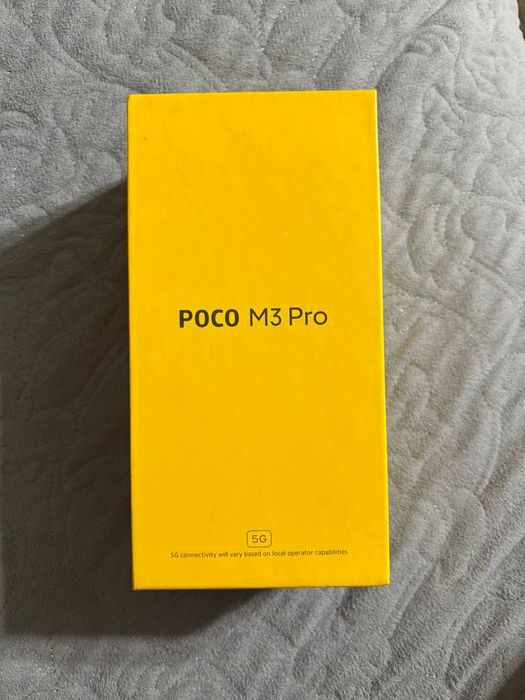 POCO M3 Pro
5G
5G connectivity will vary based on local operator capabilities